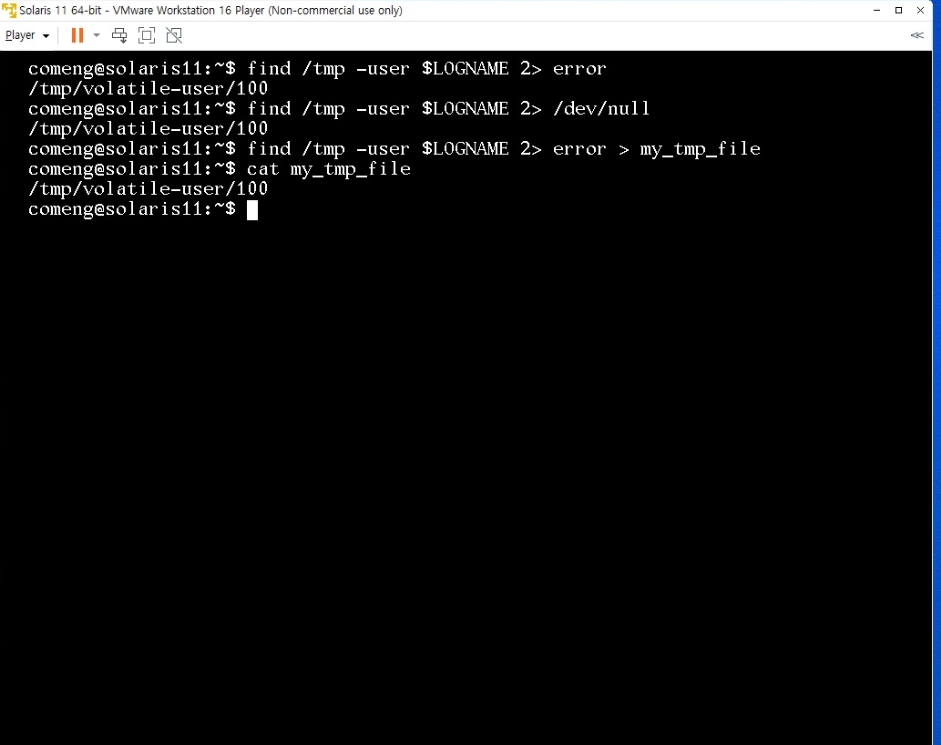 Solaris 11 64-bit - VMware Workstation 16 Player (Non-commercial use only)
Player
comeng@solaris11:~$ find /tmp -user $LOGNAME 2> error
/tmp/volatile-user/100
comeng@solaris11:~$ find /tmp -user $LOGNAME 2> /dev/null
/tmp/volatile-user/100
comeng@solaris11:~$ find /tmp -user $LOGNAME 2> error > my_tmp_file
comeng@solaris11:~$ cat my_tmp_file
/tmp/volatile-user/100
comeng@solaris11:~$